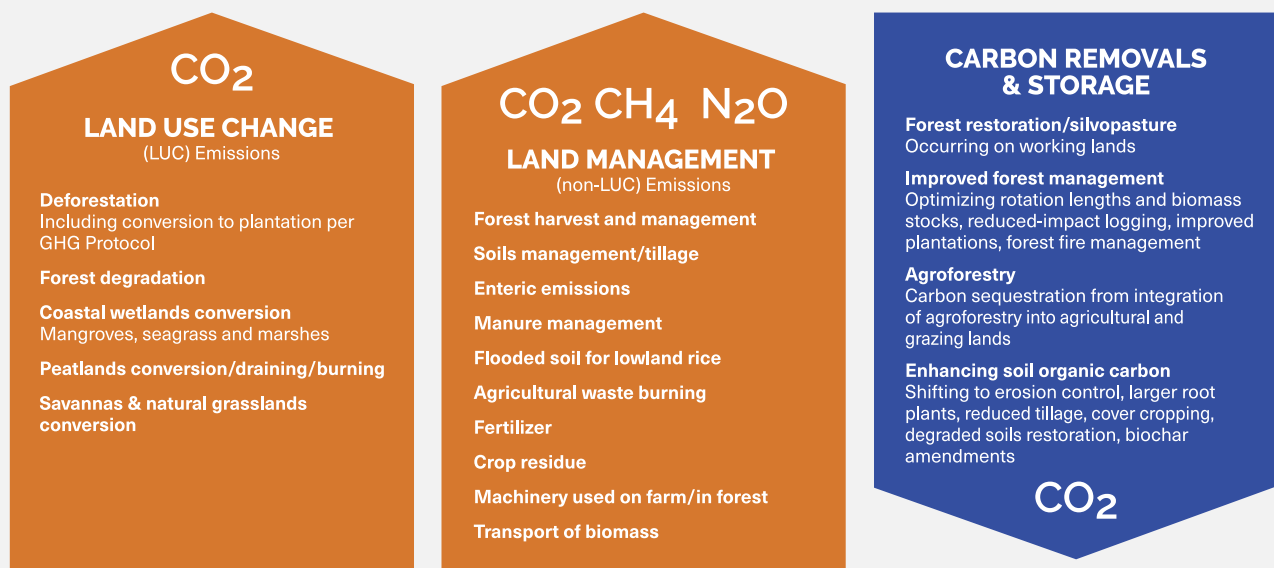 CO2
LAND USE CHANGE
(LUC) Emissions
Deforestation
Including conversion to plantation per
GHG Protocol
Forest degradation
Coastal wetlands conversion
Mangroves, seagrass and marshes
Peatlands conversion/draining/burning
Savannas & natural grasslands
conversion
CO2 CH4 N2O
LAND MANAGEMENT
(non-LUC) Emissions
Forest harvest and management
Soils management/tillage
Enteric emissions
Manure management
Flooded soil for lowland rice
Agricultural waste burning
Fertilizer
Crop residue
Machinery used on farm/in forest
Transport of biomass
CARBON REMOVALS
& STORAGE
Forest restoration/silvopasture
Occurring on working lands
Improved forest management
Optimizing rotation lengths and biomass
stocks, reduced-impact logging, improved
plantations, forest fire management
Agroforestry
Carbon sequestration from integration
of agroforestry into agricultural and
grazing lands
Enhancing soil organic carbon
Shifting to erosion control, larger root
plants, reduced tillage, cover cropping,
degraded soils restoration, biochar
amendments
CO2